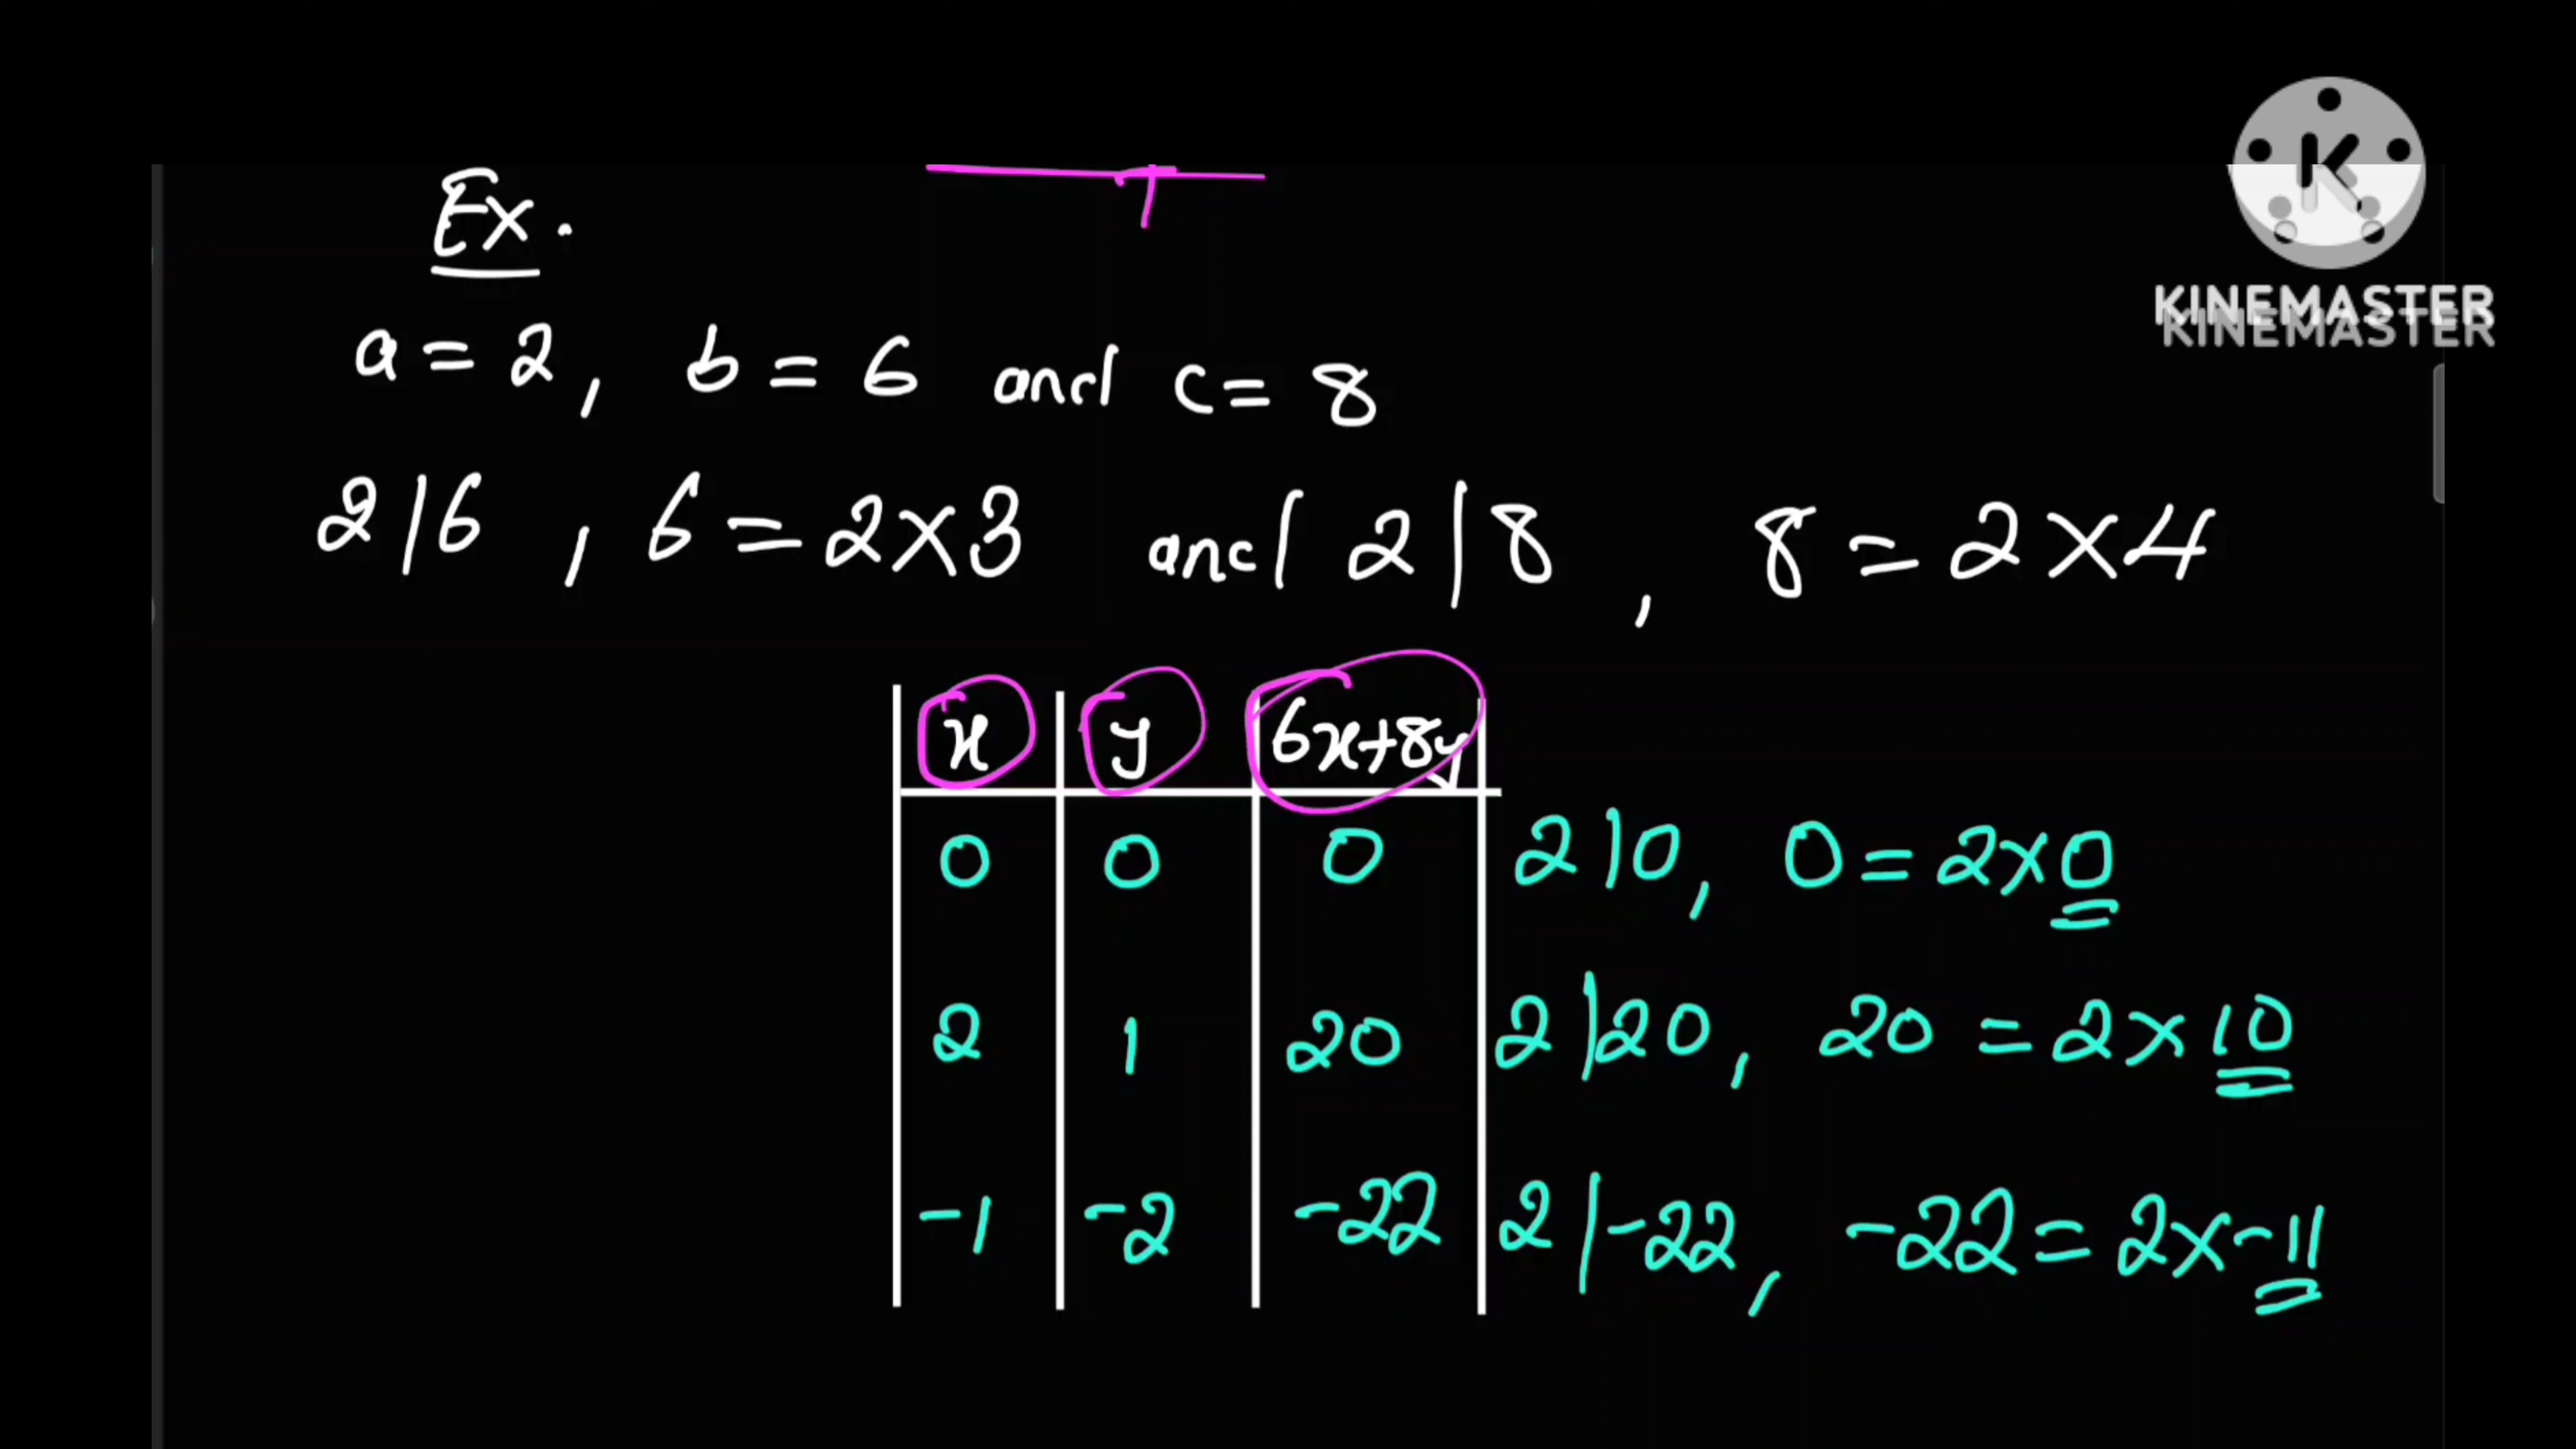 Ex.
KINEMASTER
KINEMASTER
a = 2, b = 6 and c = 8
2|6, 6 = 2×3 and 2|8, 8 = 2×4
x y 6x+8y
0 0 0 2|0, 0 = 2×0
2 1 20 2|20, 20 = 2×10
-1 -2 -22 2|-22, -22 = 2×-11